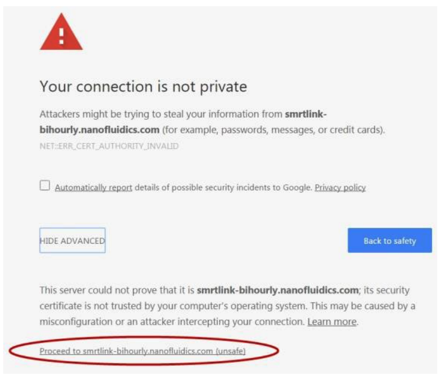 Your connection is not private
Attackers might be trying to steal your information from smrtlink-
bihourly.nanofluidics.com (for example, passwords, messages, or credit cards).
NET::ERR_CERT_AUTHORITY_INVALID
Automatically report details of possible security incidents to Google. Privacy policy
HIDE ADVANCED
Back to safety
This server could not prove that it is smrtlink-bihourly.nanofluidics.com; its security
certificate is not trusted by your computer's operating system. This may be caused by a
misconfiguration or an attacker intercepting your connection. Learn more.
Proceed to smrtlink-bihourly.nanofluidics.com (unsafe)